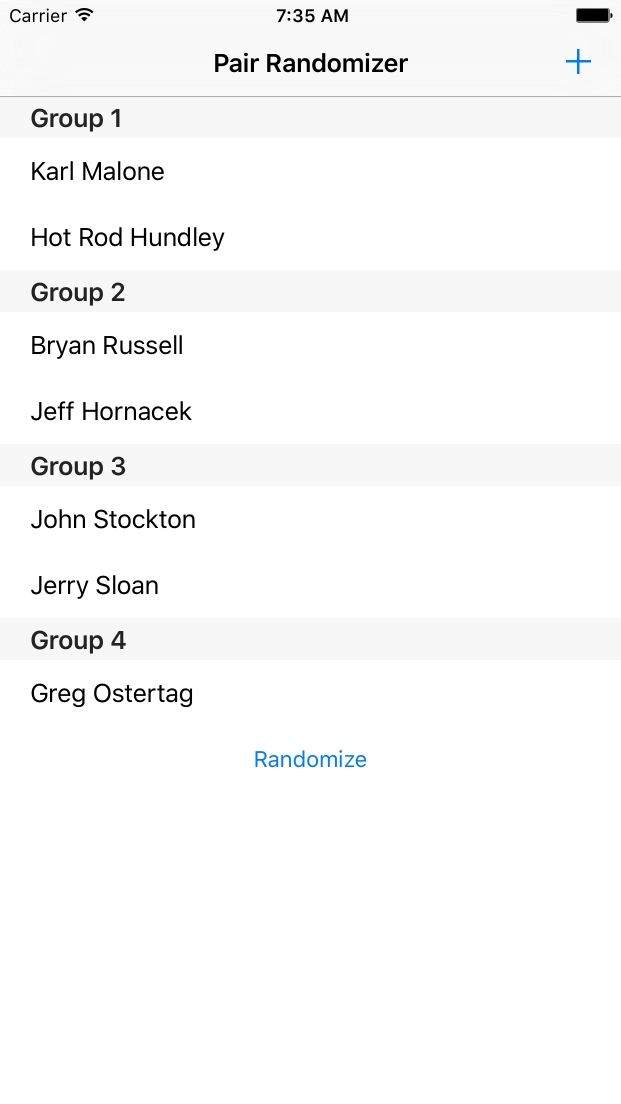 Carrier 7:35 AM
Pair Randomizer +
Group 1
Karl Malone
Hot Rod Hundley
Group 2
Bryan Russell
Jeff Hornacek
Group 3
John Stockton
Jerry Sloan
Group 4
Greg Ostertag
Randomize